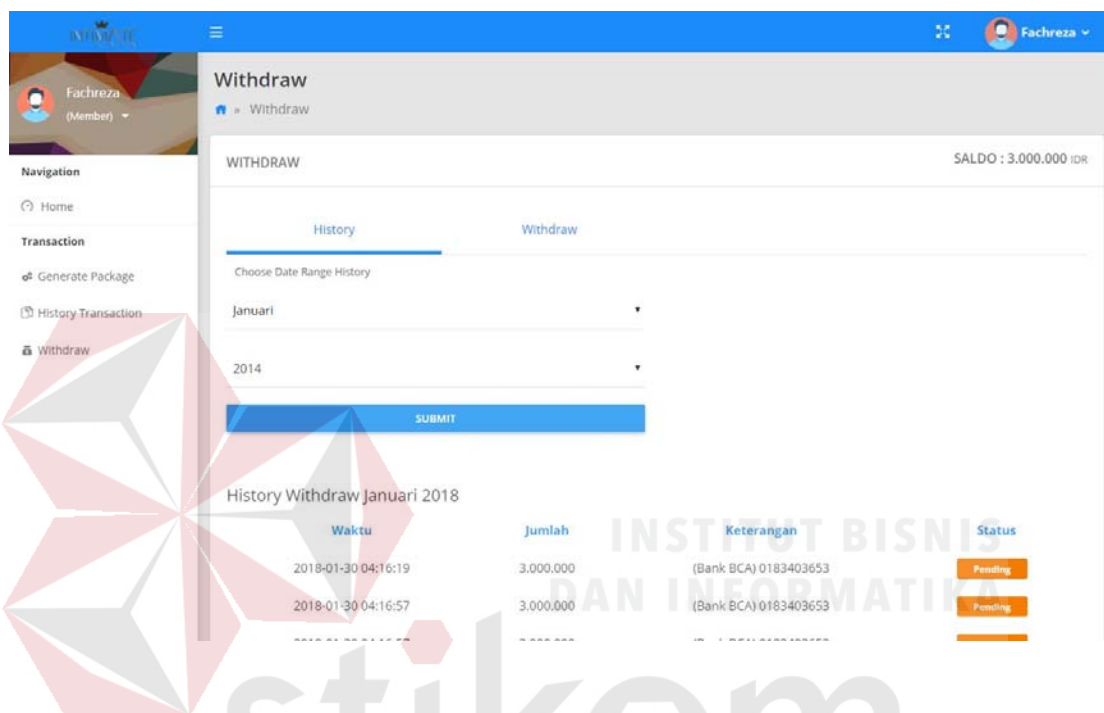 Fachreza
Fachreza
(Member)
Navigation
Home
Transaction
Generate Package
History Transaction
Withdraw
Withdraw
» Withdraw
WITHDRAW
SALDO : 3.000.000 IDR
History Withdraw
Choose Date Range History
Januari
2014
SUBMIT
History Withdraw Januari 2018
Waktu Jumlah Keterangan Status
2018-01-30 04:16:19 3.000.000 (Bank BCA) 0183403653 Pending
2018-01-30 04:16:57 3.000.000 (Bank BCA) 0183403653 Pending
INSTITUT BISNIS
DAN INFORMATIKA
stikom